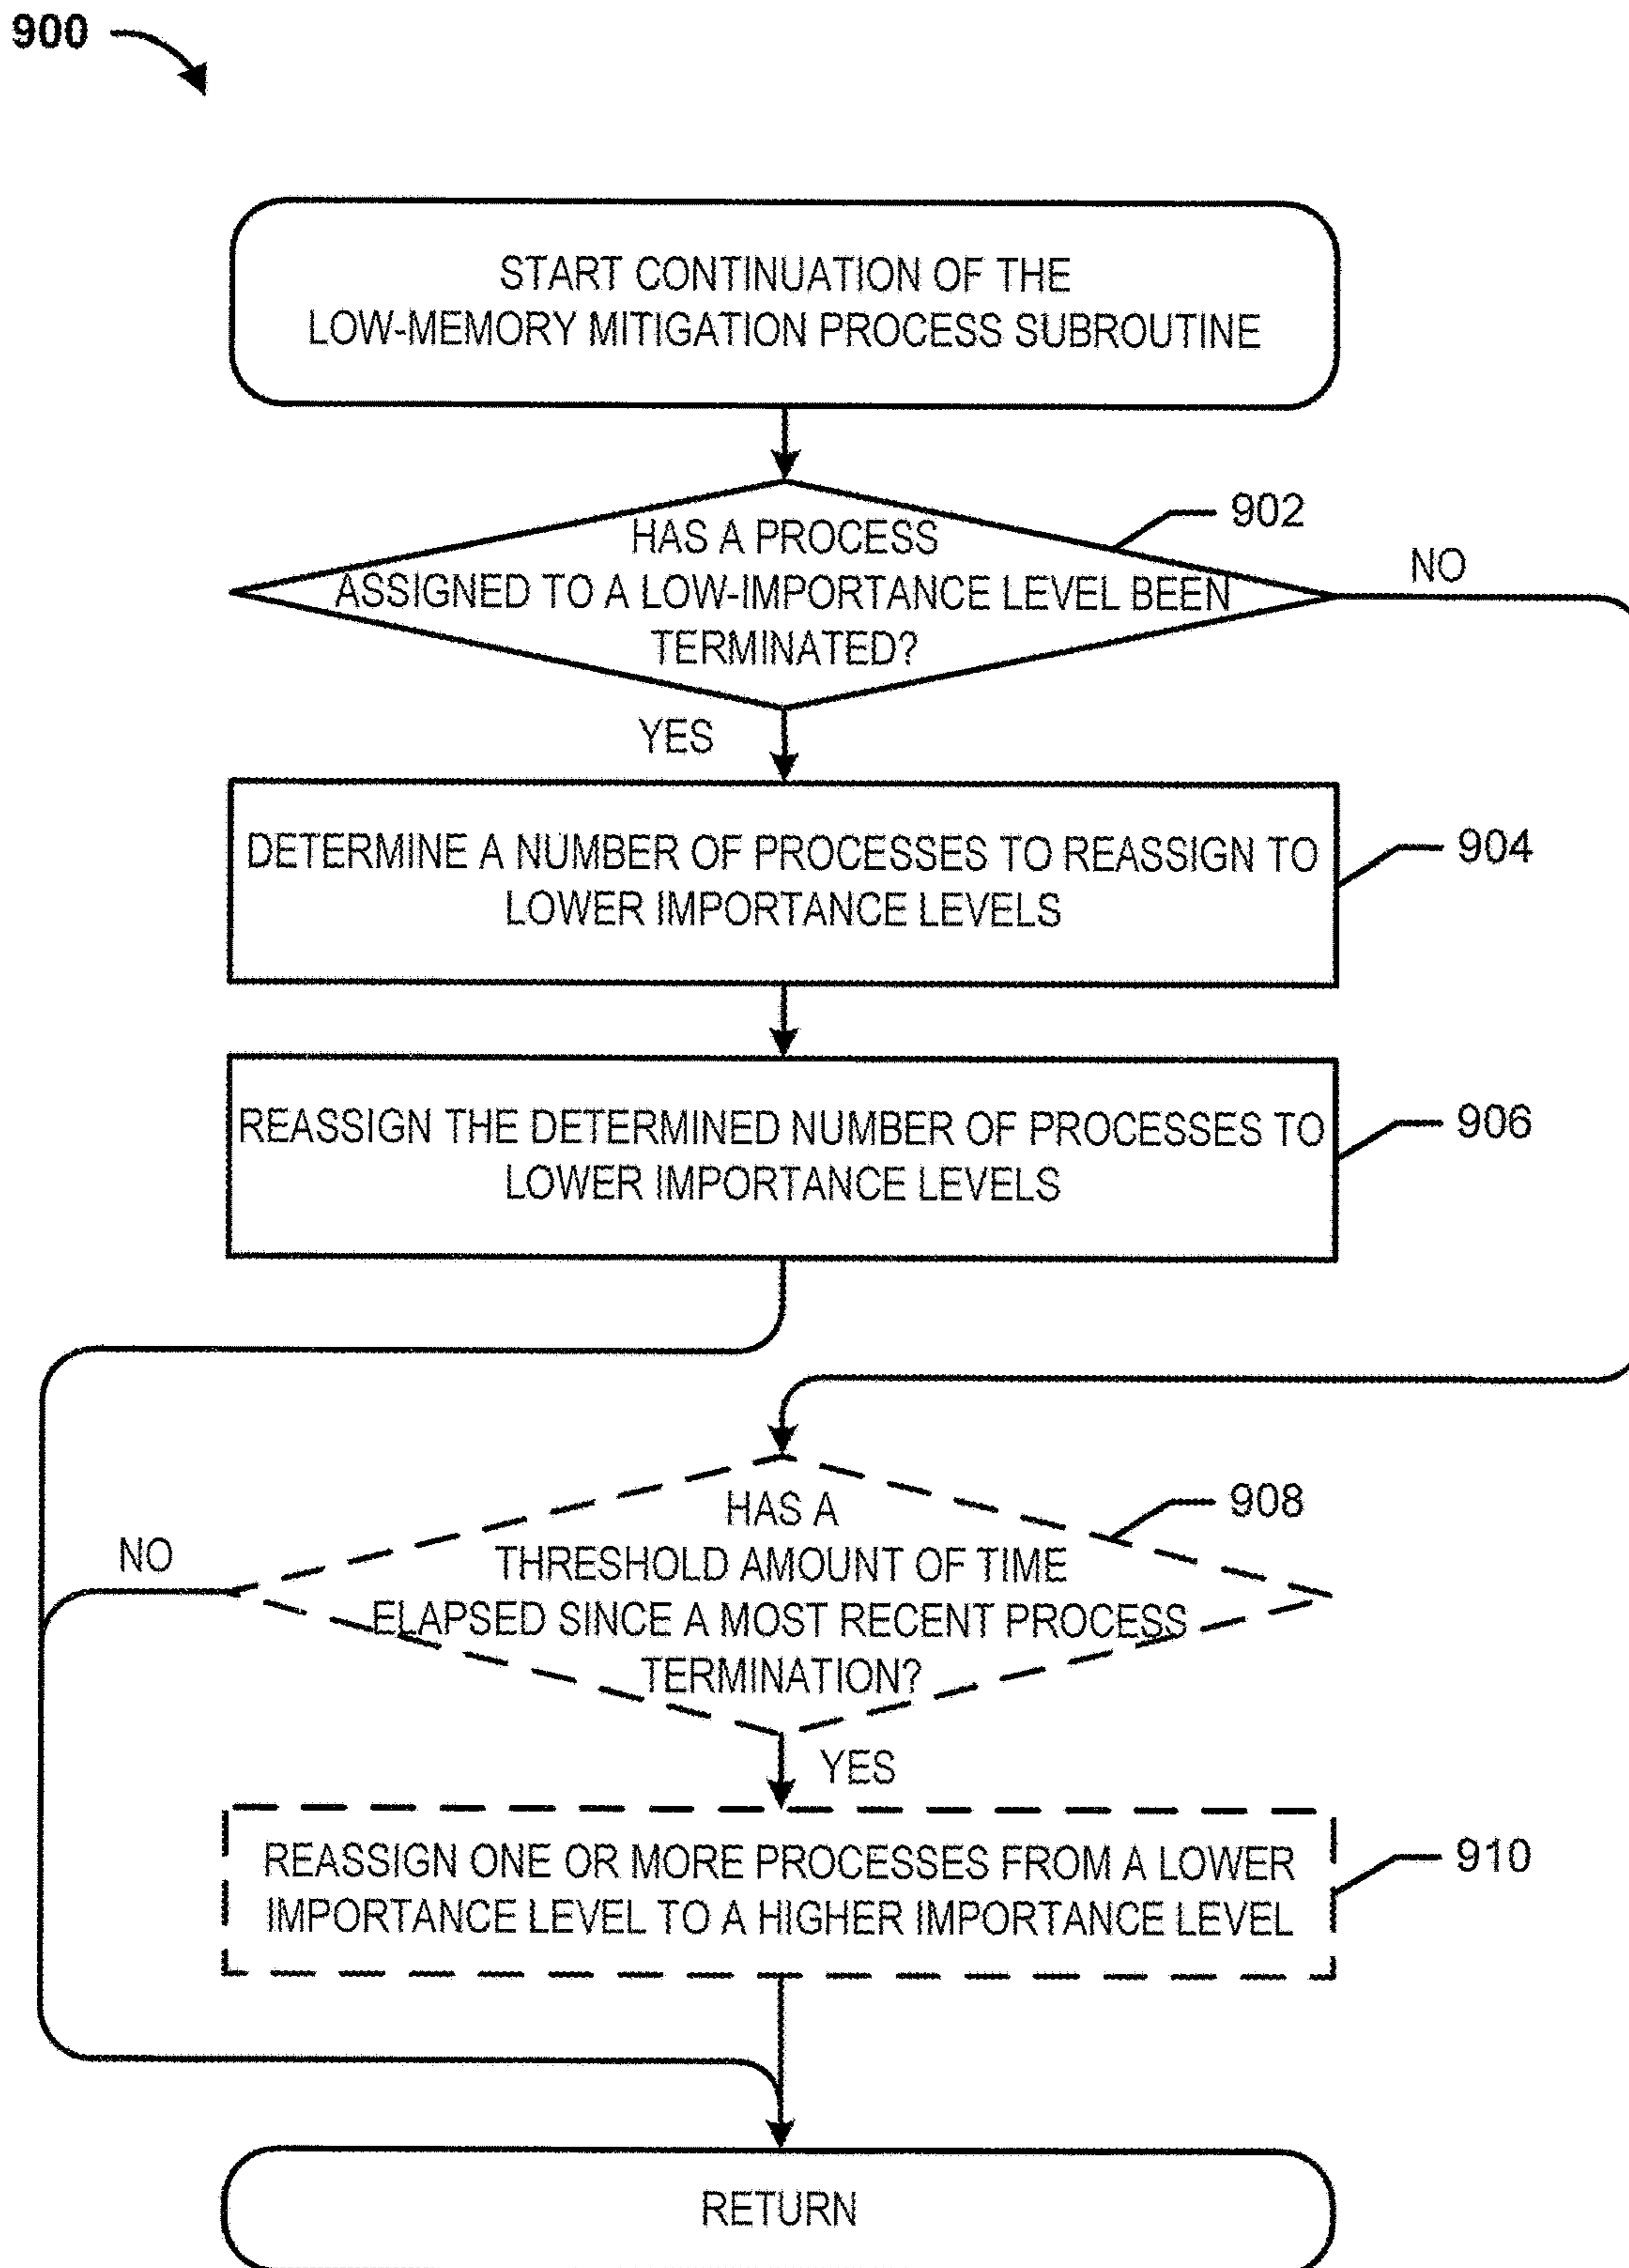 900
START CONTINUATION OF THE
LOW-MEMORY MITIGATION PROCESS SUBROUTINE
902
HAS A PROCESS
ASSIGNED TO A LOW-IMPORTANCE LEVEL BEEN
TERMINATED?
NO
YES
DETERMINE A NUMBER OF PROCESSES TO REASSIGN TO
LOWER IMPORTANCE LEVELS
904
REASSIGN THE DETERMINED NUMBER OF PROCESSES TO
LOWER IMPORTANCE LEVELS
906
908
HAS A
THRESHOLD AMOUNT OF TIME
ELAPSED SINCE A MOST RECENT PROCESS
TERMINATION?
NO
YES
REASSIGN ONE OR MORE PROCESSES FROM A LOWER
IMPORTANCE LEVEL TO A HIGHER IMPORTANCE LEVEL
910
RETURN